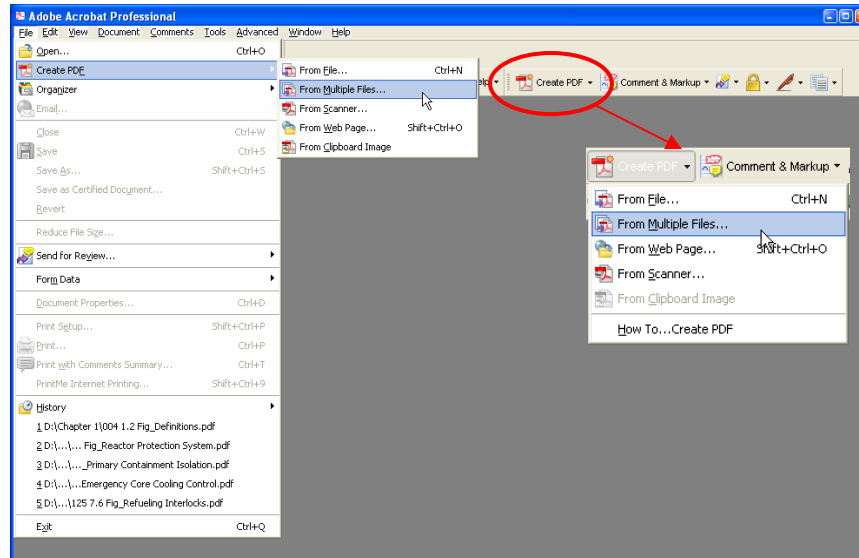 Adobe Acrobat Professional
File Edit View Document Comments Tools Advanced Window Help
Open... Ctrl+O
Create PDF
Organizer
Email...
Close Ctrl+W
Save Ctrl+S
Save As... Shift+Ctrl+S
Save as Certified Document...
Revert
Reduce File Size...
Send for Review...
Form Data
Document Properties... Ctrl+D
Print Setup... Shift+Ctrl+P
Print... Ctrl+P
Print with Comments Summary... Ctrl+T
PrintMe Internet Printing... Shift+Ctrl+9
History
1 D:\Chapter 1\004 1.2 Fig_Definitions.pdf
2 D:\...\... Fig_Reactor Protection System.pdf
3 D:\...\..._Primary Containment Isolation.pdf
4 D:\...\...Emergency Core Cooling Control.pdf
5 D:\...\125 7.6 Fig_Refueling Interlocks.pdf
Exit Ctrl+Q
From File... Ctrl+N
From Multiple Files...
From Scanner...
From Web Page... Shift+Ctrl+O
From Clipboard Image
Create PDF Comment & Markup
Create PDF Comment & Markup
From File... Ctrl+N
From Multiple Files...
From Web Page... Shift+Ctrl+O
From Scanner...
From Clipboard Image
How To...Create PDF